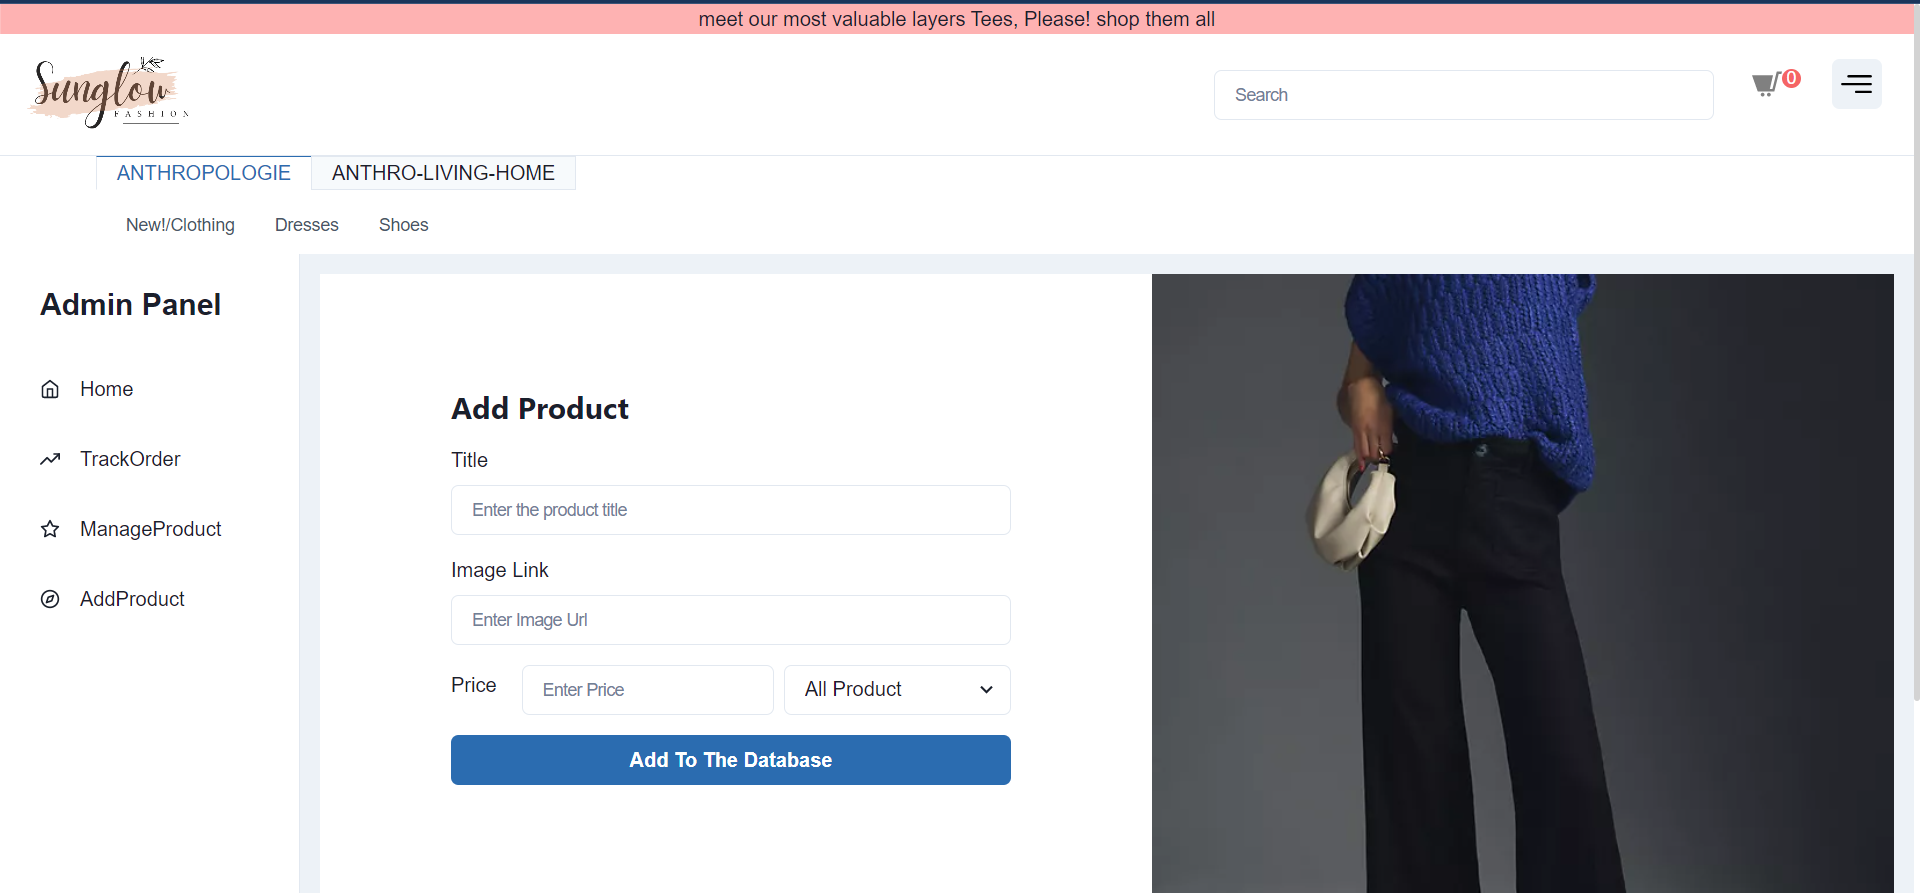 meet our most valuable layers Tees, Please! shop them all
Sunglow
FASHION
Search
0
ANTHROPOLOGIE ANTHRO-LIVING-HOME
New!/Clothing Dresses Shoes
Admin Panel
Home
TrackOrder
ManageProduct
AddProduct
Add Product
Title
Enter the product title
Image Link
Enter Image Url
Price Enter Price All Product
Add To The Database